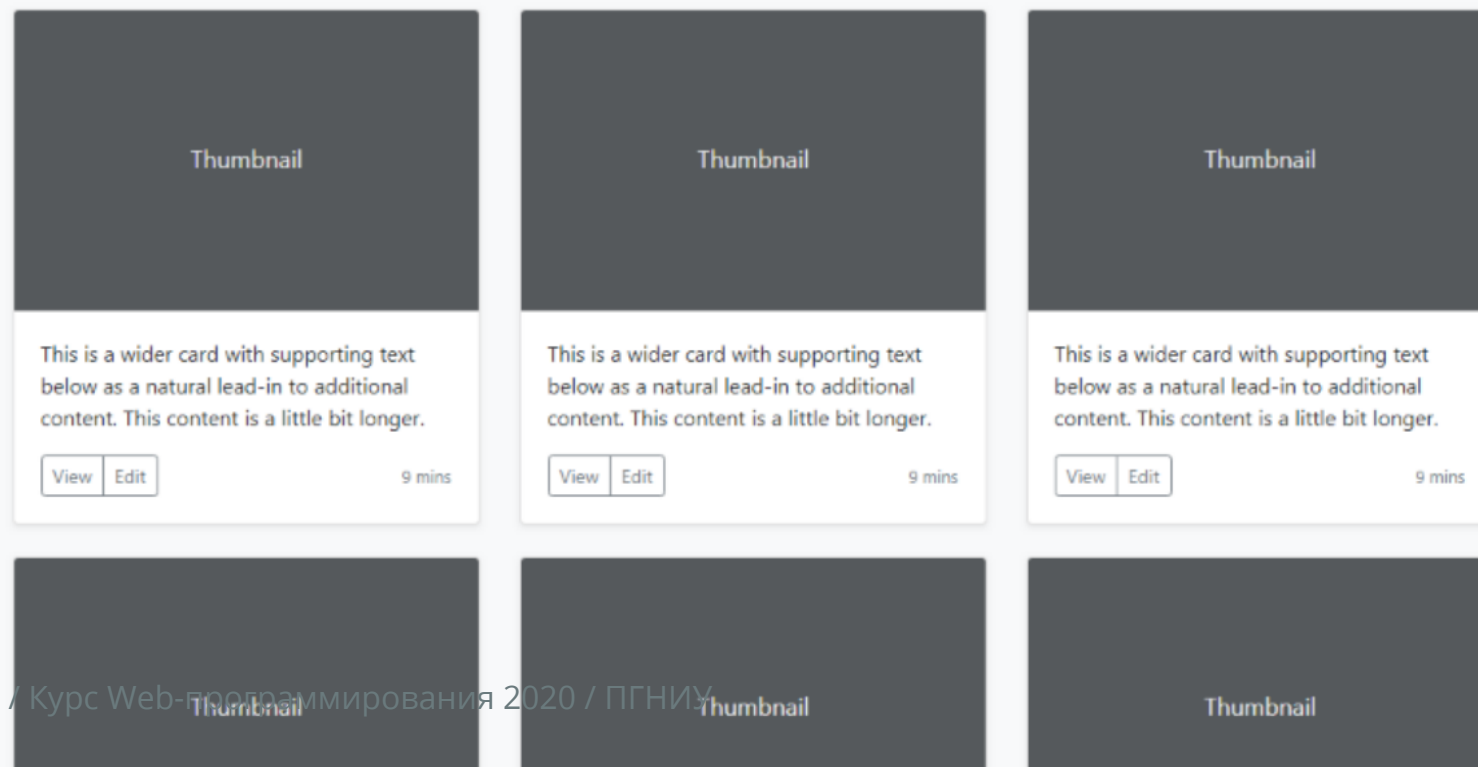 Thumbnail
Thumbnail
Thumbnail
This is a wider card with supporting text
below as a natural lead-in to additional
content. This content is a little bit longer.
View Edit 9 mins
This is a wider card with supporting text
below as a natural lead-in to additional
content. This content is a little bit longer.
View Edit 9 mins
This is a wider card with supporting text
below as a natural lead-in to additional
content. This content is a little bit longer.
View Edit 9 mins
Thumbnail
Thumbnail
Thumbnail
/ Курс Web-программирования 2020 / ПГНИУ